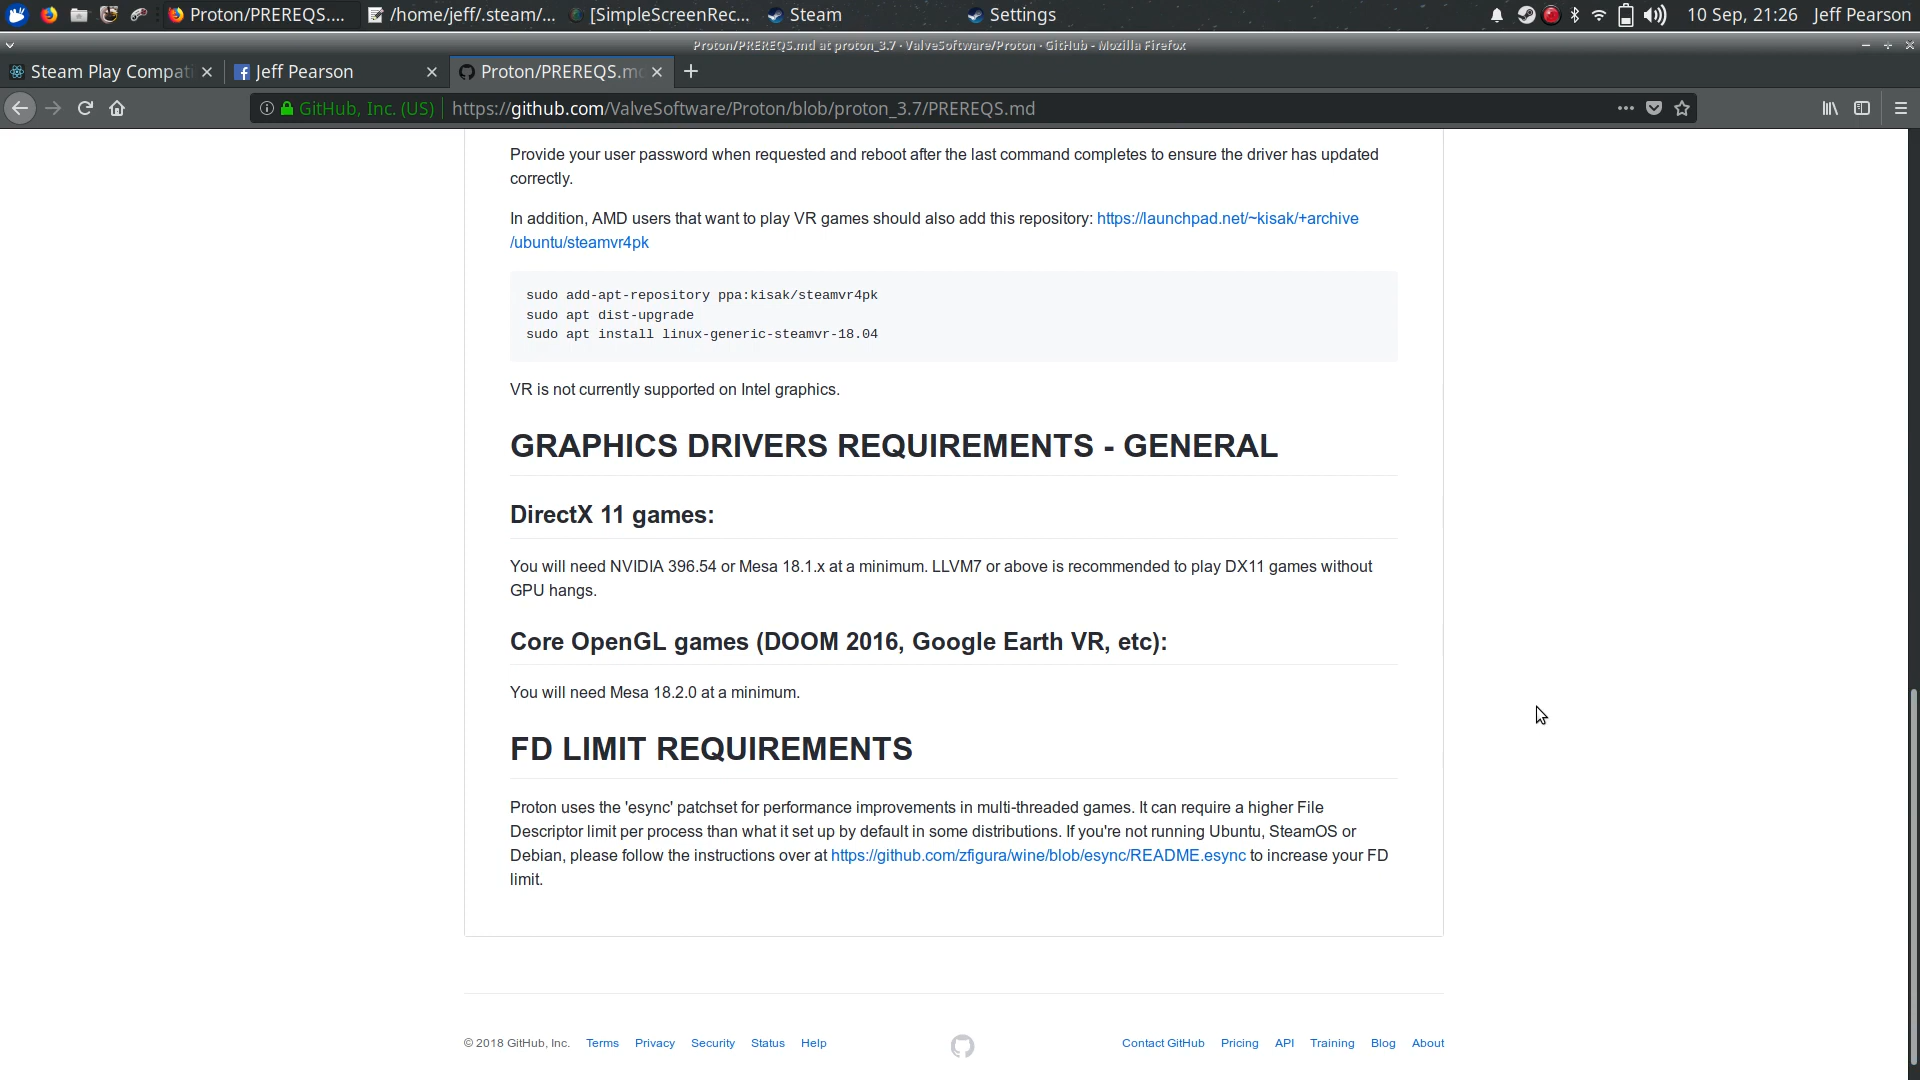 Proton/PREREQS.... /home/jeff/.steam/... [SimpleScreenRec... Steam Settings 10 Sep, 21:26 Jeff Pearson
Proton/PREREQS.md at proton_3.7 · ValveSoftware/Proton · GitHub - Mozilla Firefox
Steam Play Compati Jeff Pearson Proton/PREREQS.md
GitHub, Inc. (US) https://github.com/ValveSoftware/Proton/blob/proton_3.7/PREREQS.md
Provide your user password when requested and reboot after the last command completes to ensure the driver has updated
correctly.
In addition, AMD users that want to play VR games should also add this repository: https://launchpad.net/~kisak/+archive
/ubuntu/steamvr4pk
sudo add-apt-repository ppa:kisak/steamvr4pk
sudo apt dist-upgrade
sudo apt install linux-generic-steamvr-18.04
VR is not currently supported on Intel graphics.
GRAPHICS DRIVERS REQUIREMENTS - GENERAL
DirectX 11 games:
You will need NVIDIA 396.54 or Mesa 18.1.x at a minimum. LLVM7 or above is recommended to play DX11 games without
GPU hangs.
Core OpenGL games (DOOM 2016, Google Earth VR, etc):
You will need Mesa 18.2.0 at a minimum.
FD LIMIT REQUIREMENTS
Proton uses the 'esync' patchset for performance improvements in multi-threaded games. It can require a higher File
Descriptor limit per process than what it set up by default in some distributions. If you're not running Ubuntu, SteamOS or
Debian, please follow the instructions over at https://github.com/zfigura/wine/blob/esync/README.esync to increase your FD
limit.
© 2018 GitHub, Inc. Terms Privacy Security Status Help Contact GitHub Pricing API Training Blog About